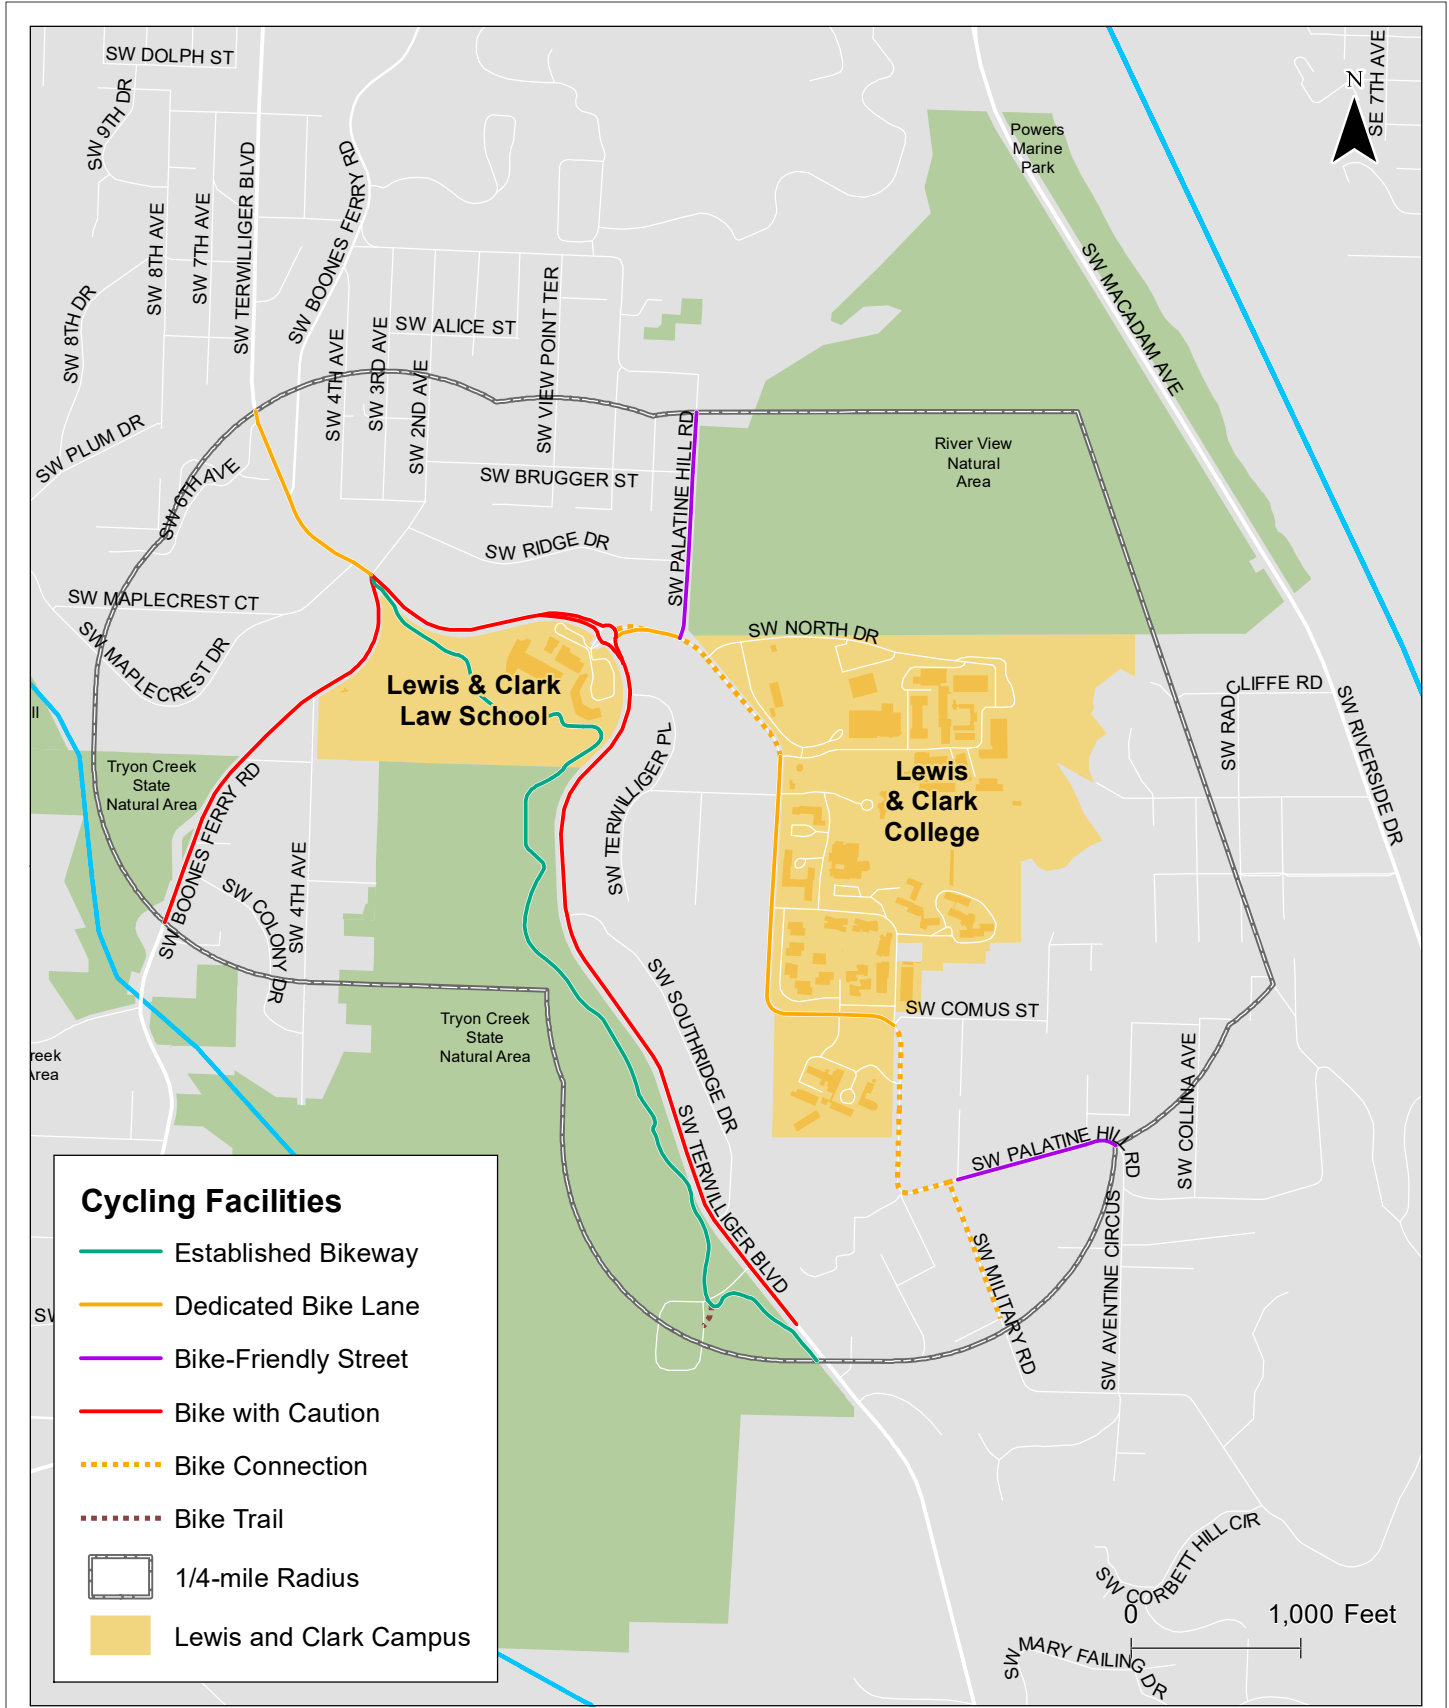 SW DOLPH ST
SW 9TH DR
SE 7TH AVE
N
Powers
Marine
Park
SW TERWILLIGER BLVD
SW BOONES FERRY RD
SW 8TH AVE
SW 7TH AVE
SW 8TH DR
SW MACADAM AVE
SW ALICE ST
SW VIEW POINT TER
SW 4TH AVE
SW 3RD AVE
SW 2ND AVE
SW PLUM DR
SW 6TH AVE
SW BRUGGER ST
SW PALATINE HILL RD
River View
Natural
Area
SW RIDGE DR
SW MAPLECREST CT
SW MAPLECREST DR
SW NORTH DR
Lewis & Clark
Law School
SW RADCLIFFE RD
SW RIVERSIDE DR
ll
Tryon Creek
State
Natural Area
SW BOONES FERRY RD
SW TERWILLIGER PL
Lewis
& Clark
College
SW COLONY DR
SW 4TH AVE
SW SOUTHRIDGE DR
SW COMUS ST
Tryon Creek
State
Natural Area
reek
Area
SW COLLINA AVE
SW PALATINE HILL RD
SW TERWILLIGER BLVD
SW MILITARY RD
SW AVENTINE CIRCUS
SW
Cycling Facilities
Established Bikeway
Dedicated Bike Lane
Bike-Friendly Street
Bike with Caution
Bike Connection
Bike Trail
1/4-mile Radius
Lewis and Clark Campus
SW CORBETT HILL CIR
0 1,000 Feet
SW MARY FAILING DR